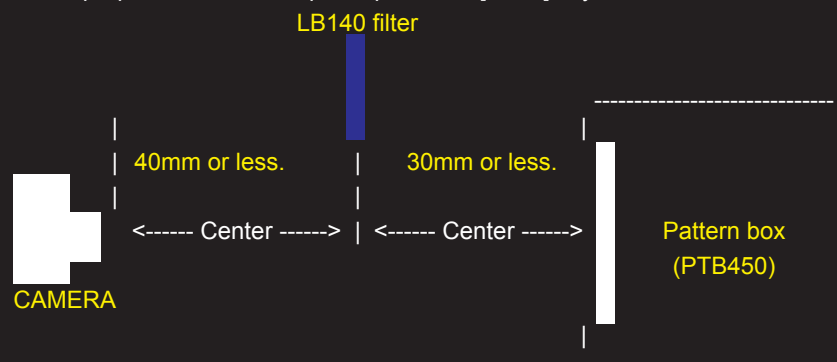 LB140 filter
------------------------------
| |
| 40mm or less. | 30mm or less.
| |
<------ Center ------> | <------ Center ------>
Pattern box
(PTB450)
CAMERA
|